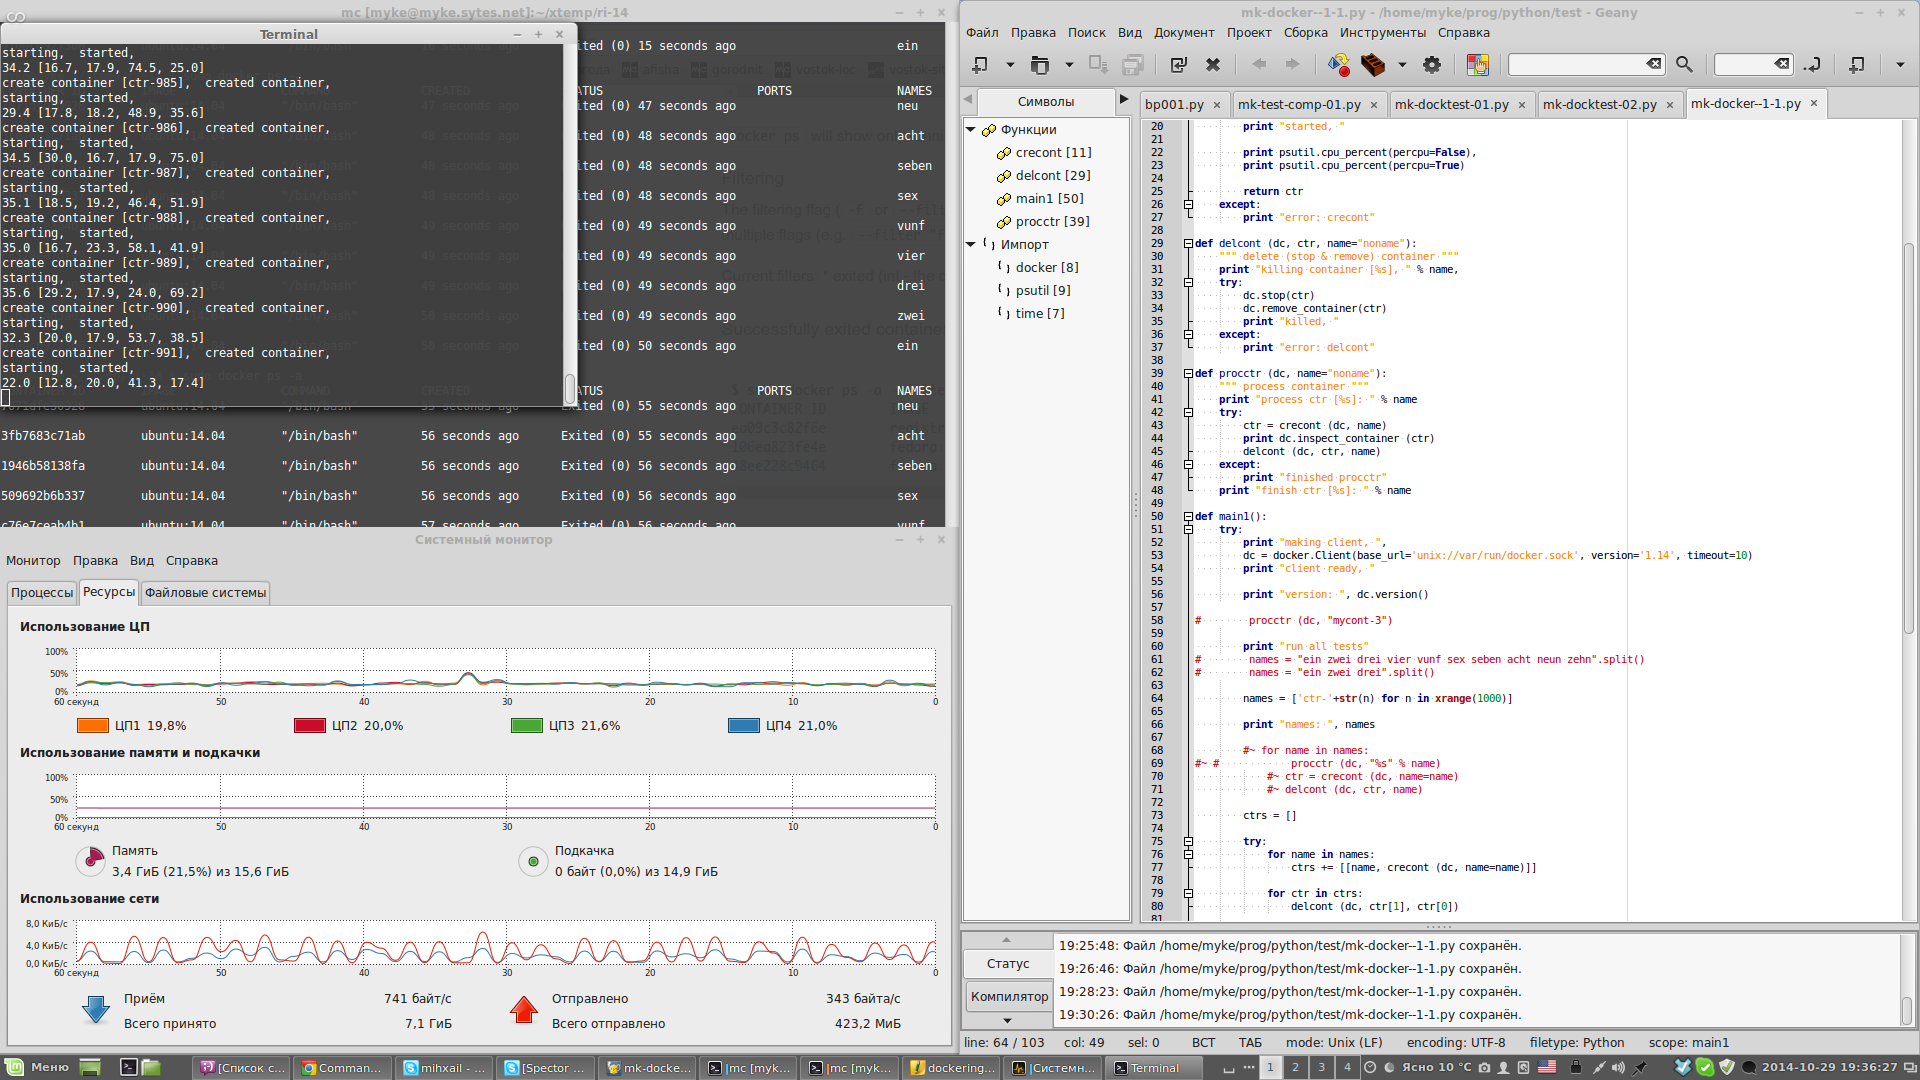 mc [myke@myke.sytes.net]:~/xtemp/ri-14
Terminal
starting,  started,
34.2 [16.7, 17.9, 74.5, 25.0]
create container [ctr-985],  created container,
starting,  started,
29.4 [17.8, 18.2, 48.9, 35.6]
create container [ctr-986],  created container,
starting,  started,
34.5 [30.0, 16.7, 17.9, 75.0]
create container [ctr-987],  created container,
starting,  started,
35.1 [18.5, 19.2, 46.4, 51.9]
create container [ctr-988],  created container,
starting,  started,
35.0 [16.7, 23.3, 58.1, 41.9]
create container [ctr-989],  created container,
starting,  started,
35.6 [29.2, 17.9, 24.0, 69.2]
create container [ctr-990],  created container,
starting,  started,
32.3 [20.0, 17.9, 53.7, 38.5]
create container [ctr-991],  created container,
starting,  started,
22.0 [12.8, 20.0, 41.3, 17.4]
ited (0) 15 seconds ago ein
ATUS PORTS NAMES
ited (0) 47 seconds ago neu
ited (0) 48 seconds ago acht
ited (0) 48 seconds ago seben
ited (0) 48 seconds ago sex
ited (0) 49 seconds ago vunf
ited (0) 49 seconds ago vier
ited (0) 49 seconds ago drei
ited (0) 49 seconds ago zwei
ited (0) 50 seconds ago ein
ATUS PORTS NAMES
ited (0) 55 seconds ago neu
3fb7683c71ab ubuntu:14.04 "/bin/bash" 56 seconds ago Exited (0) 55 seconds ago acht
1946b58138fa ubuntu:14.04 "/bin/bash" 56 seconds ago Exited (0) 56 seconds ago seben
509692b6b337 ubuntu:14.04 "/bin/bash" 56 seconds ago Exited (0) 56 seconds ago sex
c76e7ceab4b1 ubuntu:14.04 "/bin/bash" 57 seconds ago Exited (0) 56 seconds ago vunf
Системный монитор
Монитор Правка Вид Справка
Процессы Ресурсы Файловые системы
Использование ЦП
100%
50%
0%
60 секунд 50 40 30 20 10 0
ЦП1 19,8% ЦП2 20,0% ЦП3 21,6% ЦП4 21,0%
Использование памяти и подкачки
100%
50%
0%
60 секунд 50 40 30 20 10 0
Память Подкачка
3,4 ГиБ (21,5%) из 15,6 ГиБ 0 байт (0,0%) из 14,9 ГиБ
Использование сети
8,0 КиБ/с
4,0 КиБ/с
0,0 КиБ/с
60 секунд 50 40 30 20 10 0
Приём 741 байт/с Отправлено 343 байта/с
Всего принято 7,1 ГиБ Всего отправлено 423,2 МиБ
mk-docker--1-1.py - /home/myke/prog/python/test - Geany
Файл Правка Поиск Вид Документ Проект Сборка Инструменты Справка
Символы
bp001.py mk-test-comp-01.py mk-docktest-01.py mk-docktest-02.py mk-docker--1-1.py
Функции
crecont [11]
delcont [29]
main1 [50]
procctr [39]
Импорт
docker [8]
psutil [9]
time [7]
20 print "started, "
21
22 print psutil.cpu_percent(percpu=False),
23 print psutil.cpu_percent(percpu=True)
24
25 return ctr
26 except:
27 print "error: crecont"
28
29 def delcont (dc, ctr, name="noname"):
30 """ delete (stop & remove) container """
31 print "killing container [%s], " % name,
32 try:
33 dc.stop(ctr)
34 dc.remove_container(ctr)
35 print "killed, "
36 except:
37 print "error: delcont"
38
39 def procctr (dc, name="noname"):
40 """ process container """
41 print "process ctr [%s]: " % name
42 try:
43 ctr = crecont (dc, name)
44 print dc.inspect_container (ctr)
45 delcont (dc, ctr, name)
46 except:
47 print "finished procctr"
48 print "finish ctr [%s]: " % name
49
50 def main1():
51 try:
52 print "making client, ",
53 dc = docker.Client(base_url='unix://var/run/docker.sock', version='1.14', timeout=10)
54 print "client ready, "
55
56 print "version: ", dc.version()
57
58 # procctr (dc, "mycont-3")
59
60 print "run all tests"
61 # names = "ein zwei drei vier vunf sex seben acht neun zehn".split()
62 # names = "ein zwei drei".split()
63
64 names = ['ctr-'+str(n) for n in xrange(1000)]
65
66 print "names: ", names
67
68 #~ for name in names:
69 #~ # procctr (dc, "%s" % name)
70 #~ ctr = crecont (dc, name=name)
71 #~ delcont (dc, ctr, name)
72
73 ctrs = []
74
75 try:
76 for name in names:
77 ctrs += [[name, crecont (dc, name=name)]]
78
79 for ctr in ctrs:
80 delcont (dc, ctr[1], ctr[0])
81
Статус
Компилятор
19:25:48: Файл /home/myke/prog/python/test/mk-docker--1-1.py сохранён.
19:26:46: Файл /home/myke/prog/python/test/mk-docker--1-1.py сохранён.
19:28:23: Файл /home/myke/prog/python/test/mk-docker--1-1.py сохранён.
19:30:26: Файл /home/myke/prog/python/test/mk-docker--1-1.py сохранён.
line: 64 / 103 col: 49 sel: 0 ВСТ ТАБ mode: Unix (LF) encoding: UTF-8 filetype: Python scope: main1
Меню [Список с... Comman... mihxail - ... [Spector ... mk-docke... |mc [myk... |mc [myk... dockering... |Системн... Terminal 1 2 3 4 Ясно 10 °C 2014-10-29 19:36:27